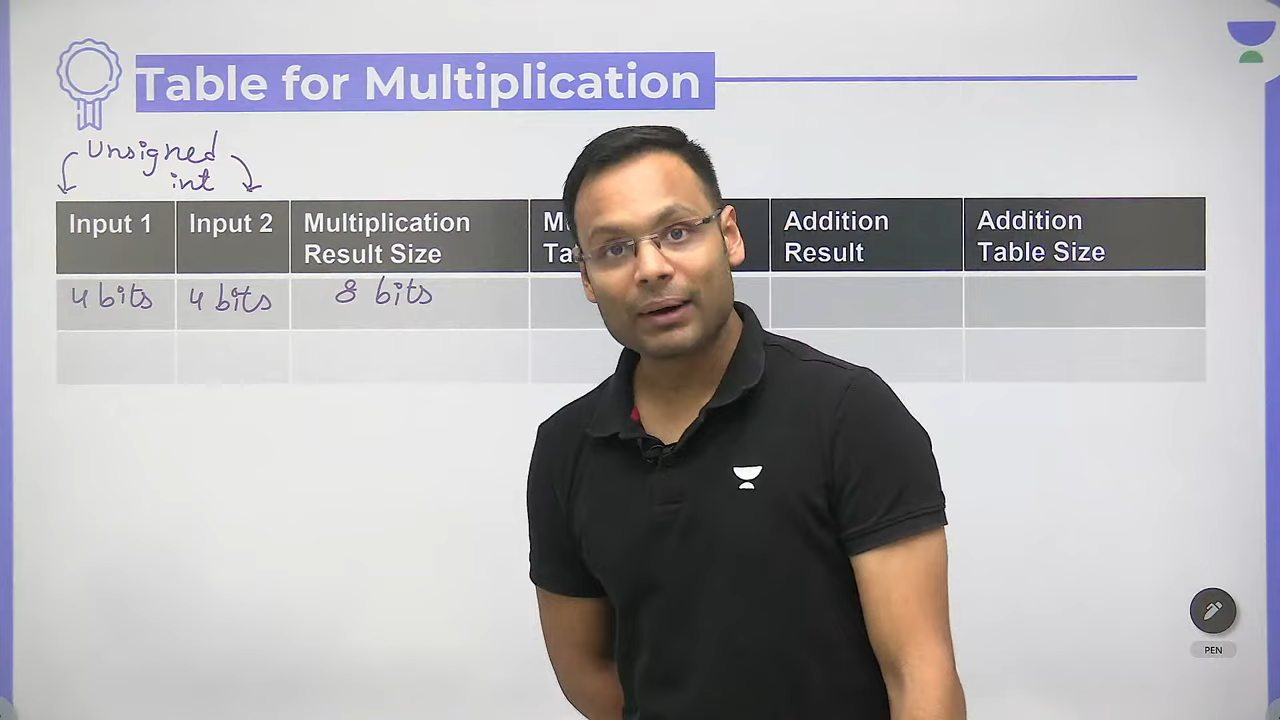 Table for Multiplication
Unsigned
int
Input 1
Input 2
Multiplication
Result Size
Addition
Result
Addition
Table Size
4 bits
4 bits
8 bits
PEN